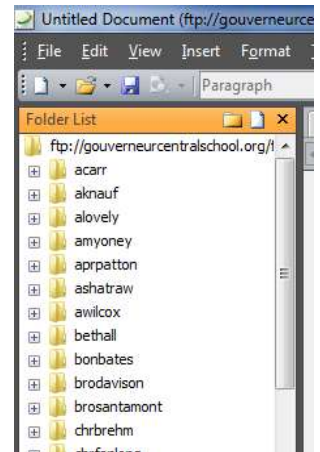 Untitled Document (ftp://gouverneurce
File Edit View Insert Format
Paragraph
Folder List
ftp://gouverneurcentralschool.org/f
acarr
aknauf
alovely
amyoney
aprpatton
ashatraw
awilcox
bethall
bonbates
brodavison
brosantamont
chrbrehm